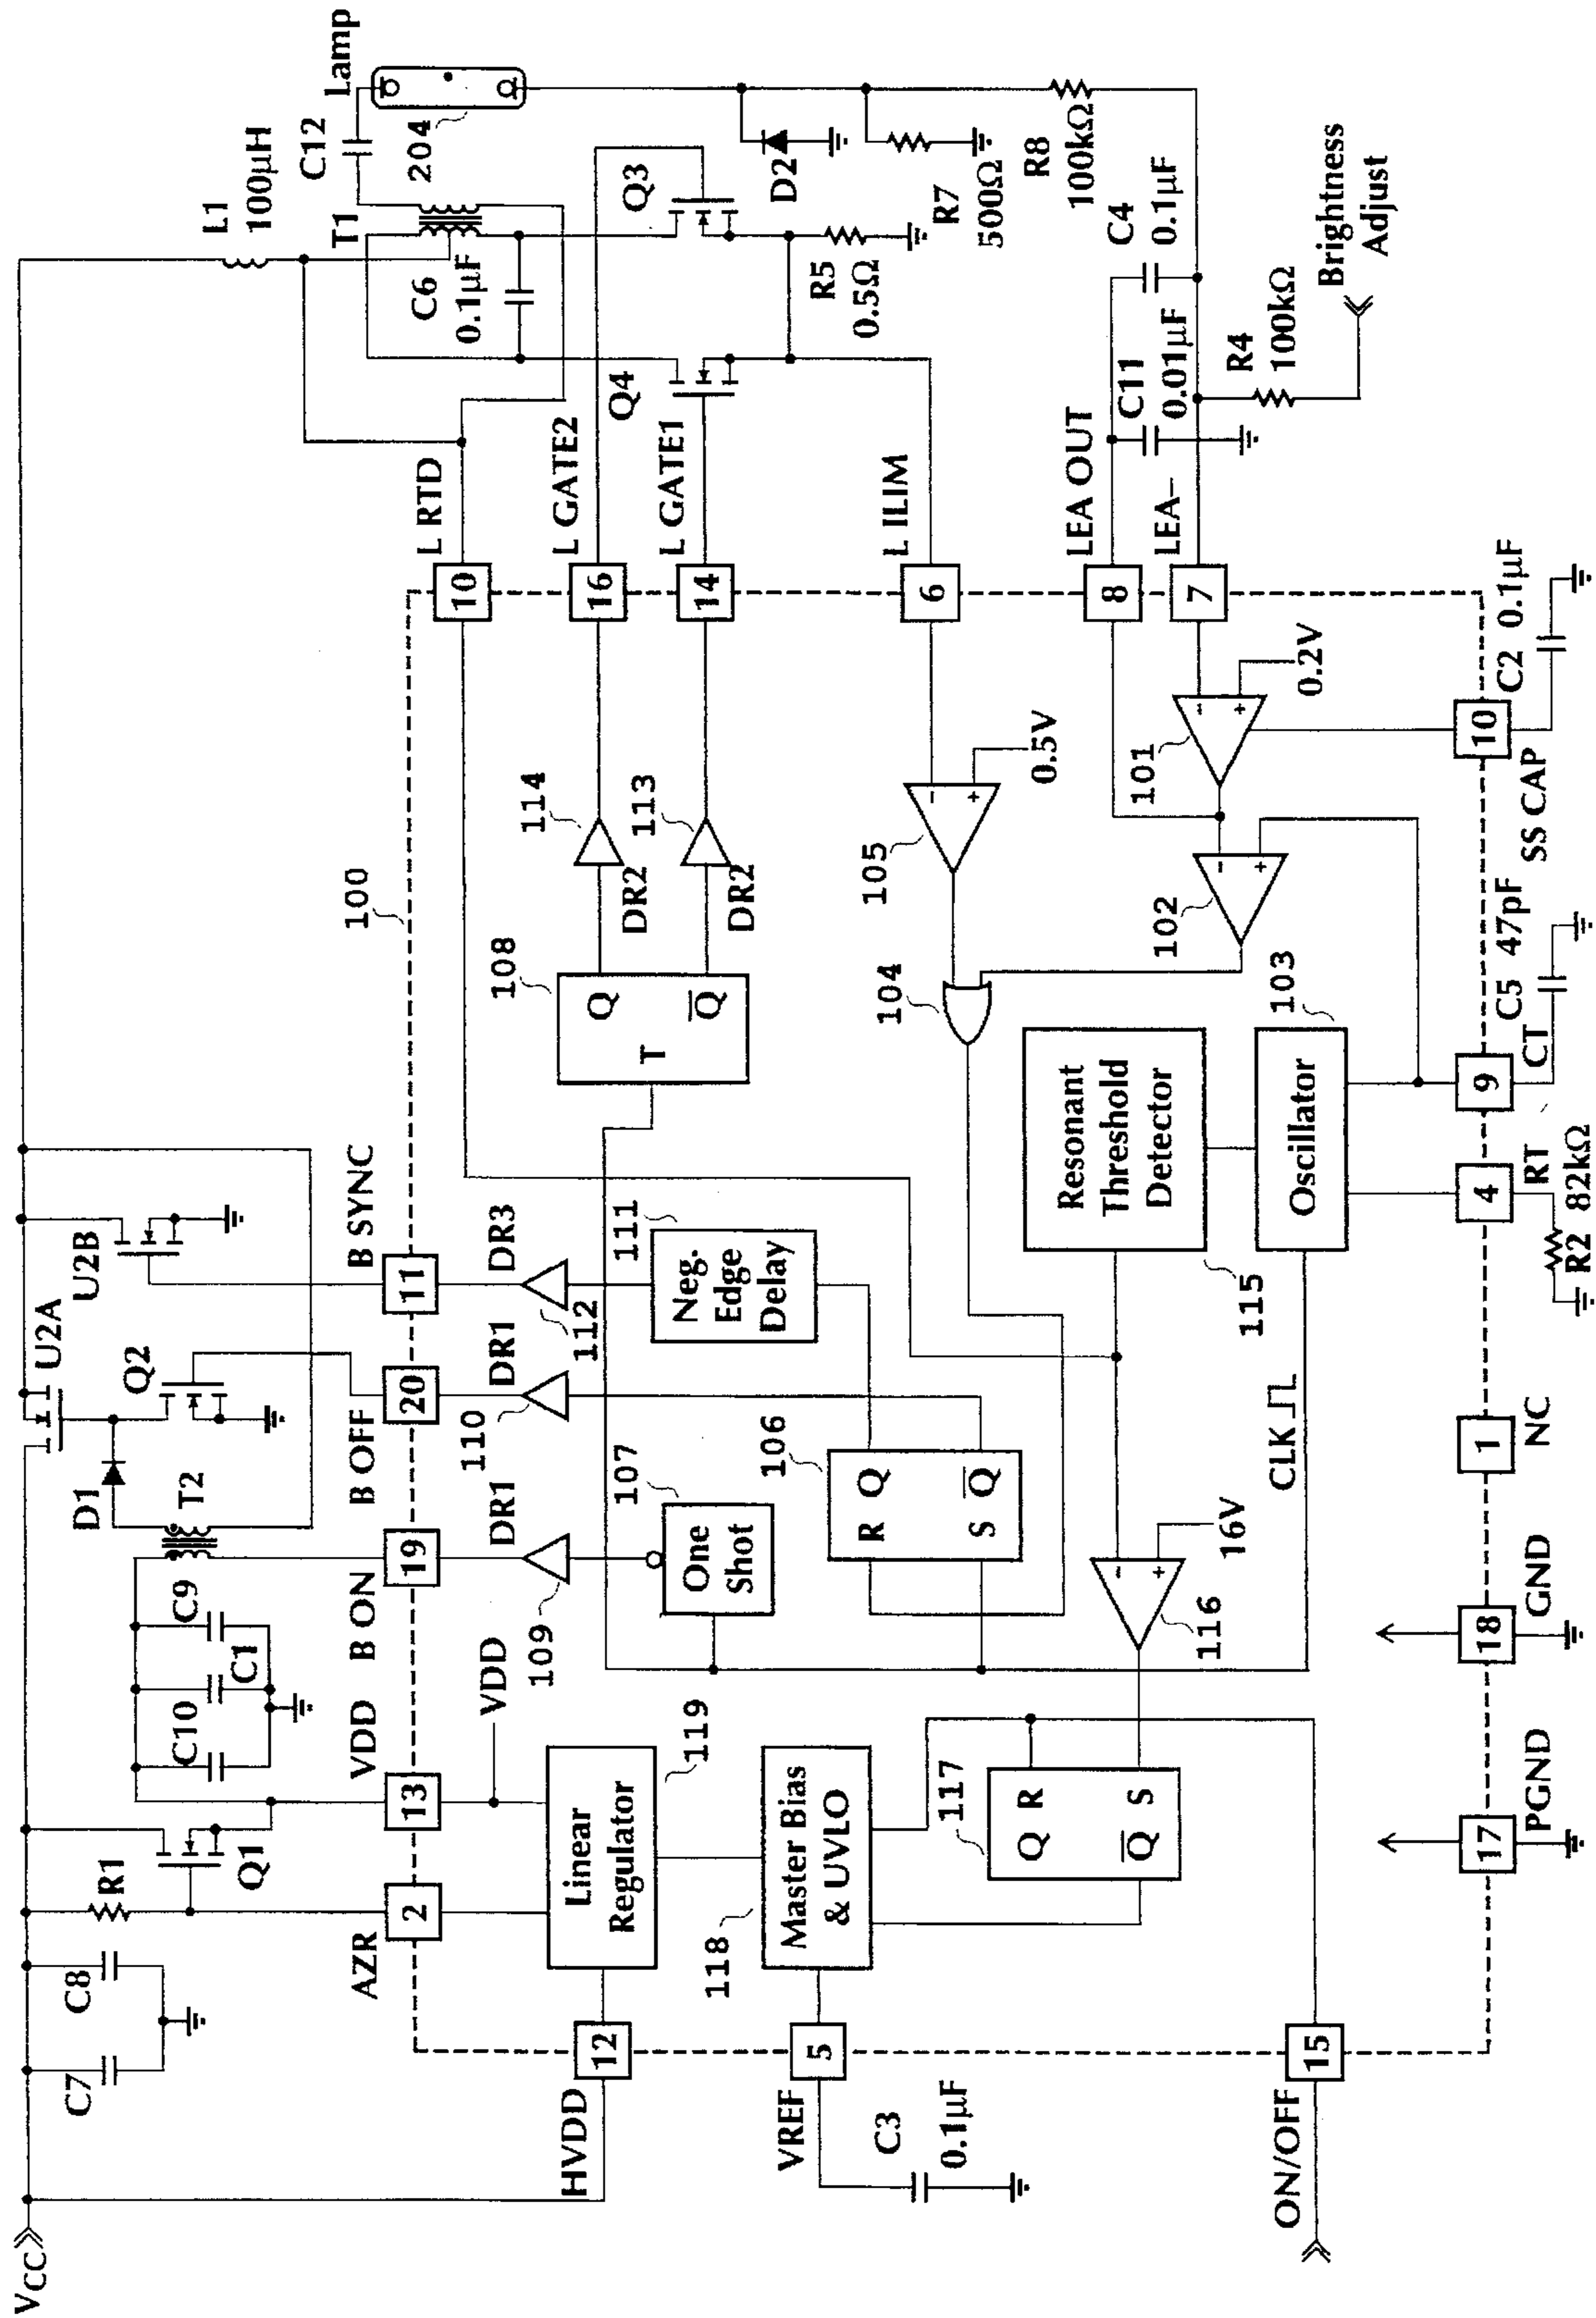 VCC
C7
C8
R1
Q1
C10
C1
C9
D1
T2
Q2
U2A
U2B
L1
100µH
T1
C12
Lamp
204
C6
0.1µF
Q3
Q4
D2
R5
0.5Ω
R7
500Ω
R8
100kΩ
C4
0.1µF
C11
0.01µF
R4
100kΩ
Brightness
Adjust
AZR
2
VDD
13
B ON
19
B OFF
20
B SYNC
11
100
L RTD
10
L GATE2
16
L GATE1
14
L ILIM
6
LEA OUT
8
LEA–
7
HVDD
12
VREF
5
C3
0.1µF
ON/OFF
15
Linear
Regulator
119
VDD
Master Bias
& UVLO
118
117
Q R
Q S
109
DR1
One
Shot
107
110
DR1
106
R Q
S Q
112
DR3
Neg.
Edge
Delay
111
108
Q
T
Q
DR2
114
DR2
113
105
–
+
0.5V
104
101
–
+
0.2V
102
–
+
Resonant
Threshold
Detector
115
Oscillator
103
116
–
+
16V
CLK
17
PGND
18
GND
1
NC
4
RT
R2 82kΩ
9
CT
C5 47pF
10
SS CAP
C2 0.1µF